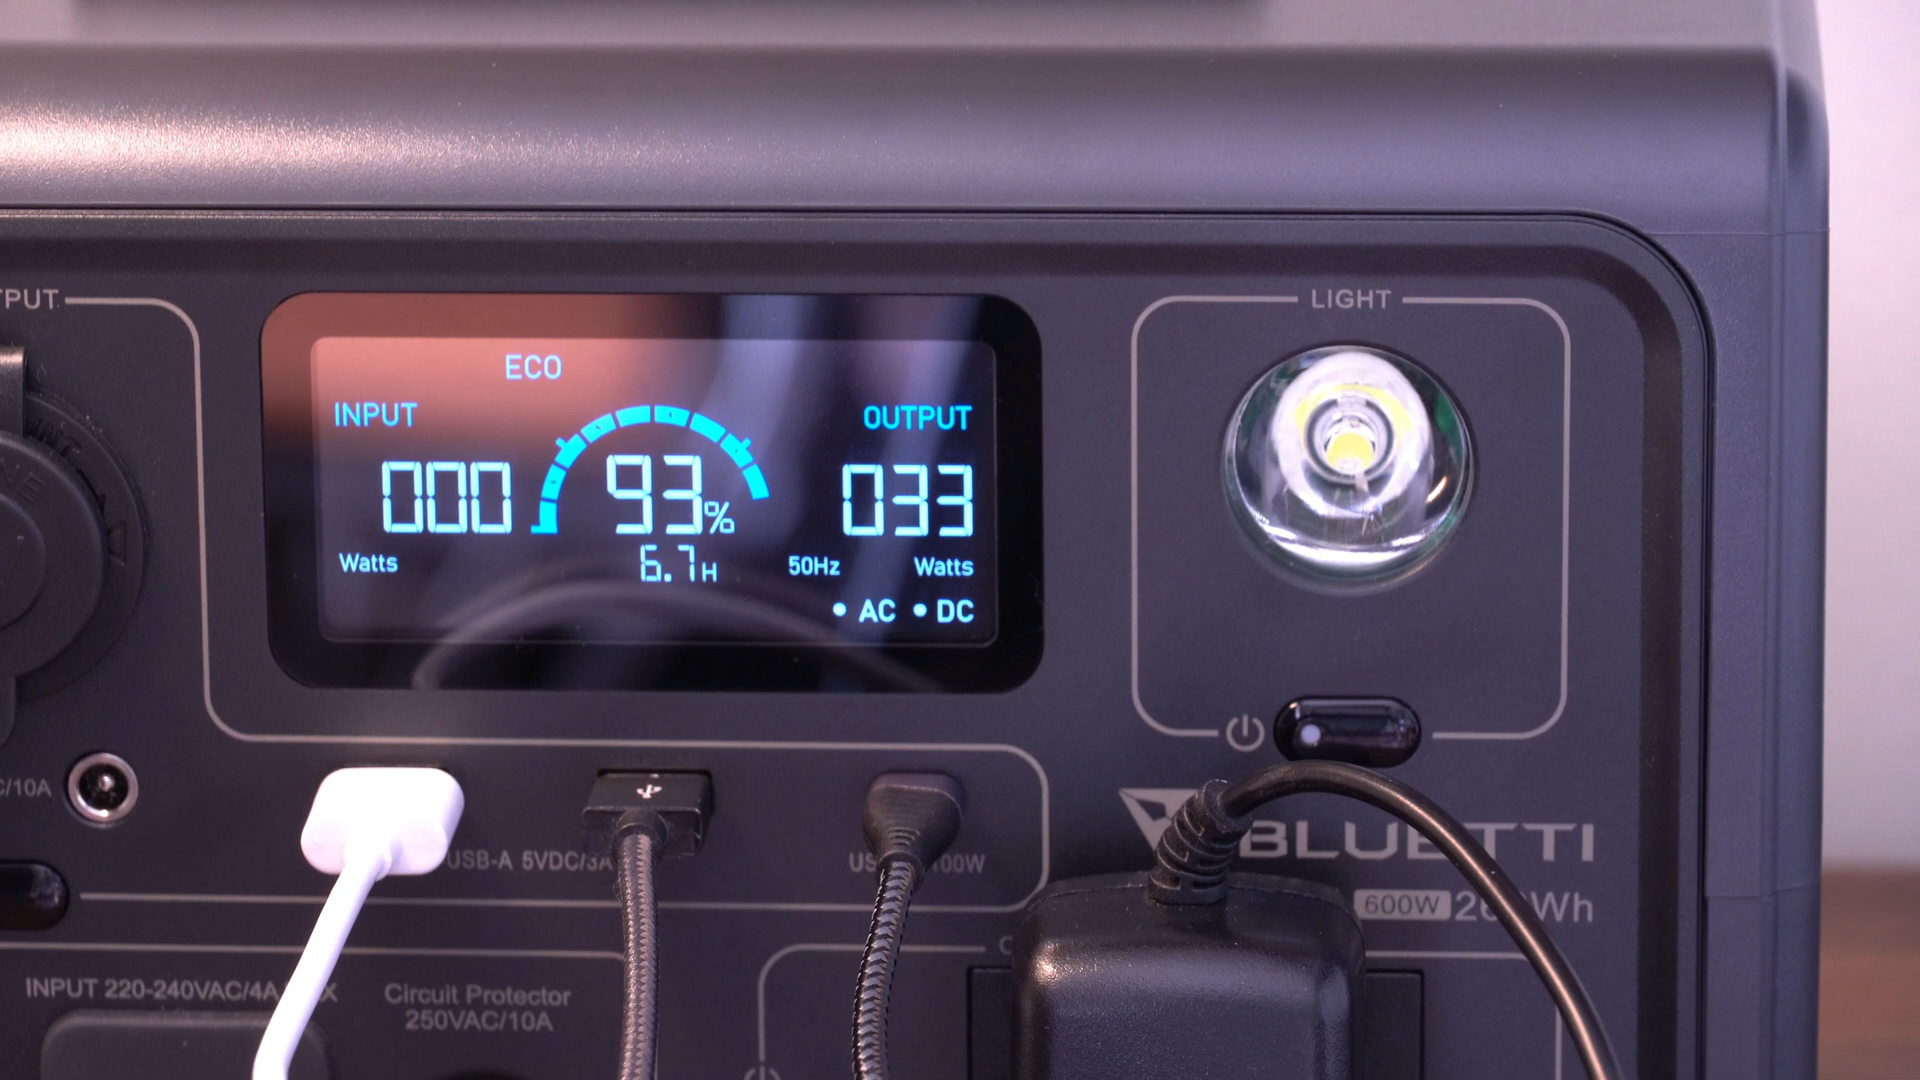 LIGHT
ECO
INPUT
OUTPUT
000
93%
033
Watts
6.7H
50Hz
Watts
• AC • DC
/10A
USB-A 5VDC/3A
100W
BLUETTI
600W
Wh
INPUT 220-240VAC/4A
Circuit Protector
250VAC/10A